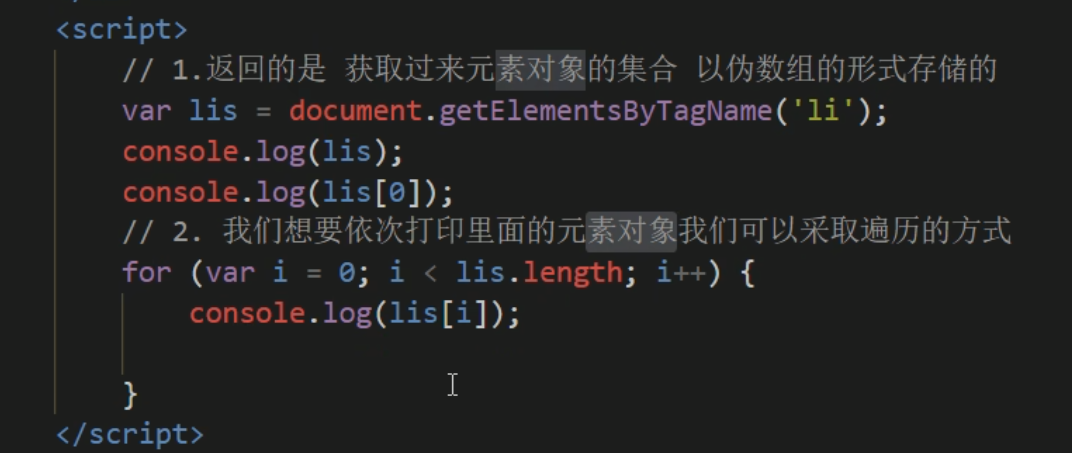 <script>
// 1.返回的是 获取过来元素对象的集合 以伪数组的形式存储的
var lis = document.getElementsByTagName('li');
console.log(lis);
console.log(lis[0]);
// 2. 我们想要依次打印里面的元素对象我们可以采取遍历的方式
for (var i = 0; i < lis.length; i++) {
console.log(lis[i]);
}
</script>